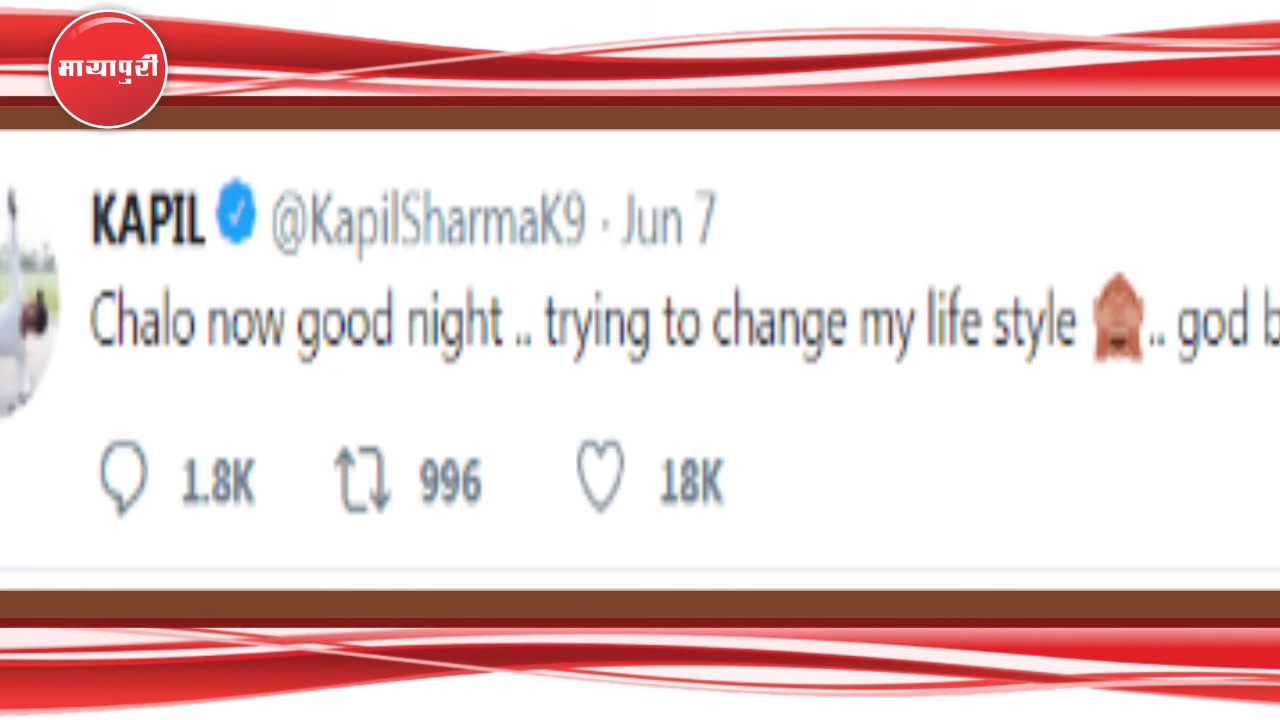 मायापुरी
KAPIL @KapilSharmaK9 · Jun 7
Chalo now good night .. trying to change my life style 🙈.. god b
1.8K 996 18K